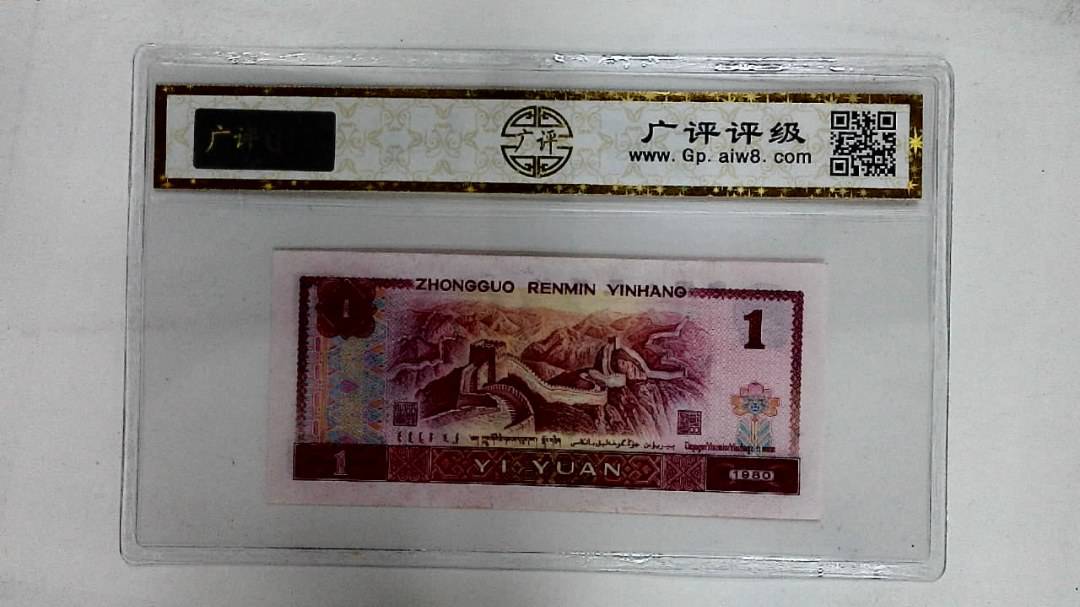 广评
广评
广评评级
www. Gp. aiw8. com
ZHONGGUO RENMIN YINHANG
1
1
1
YI YUAN
1980